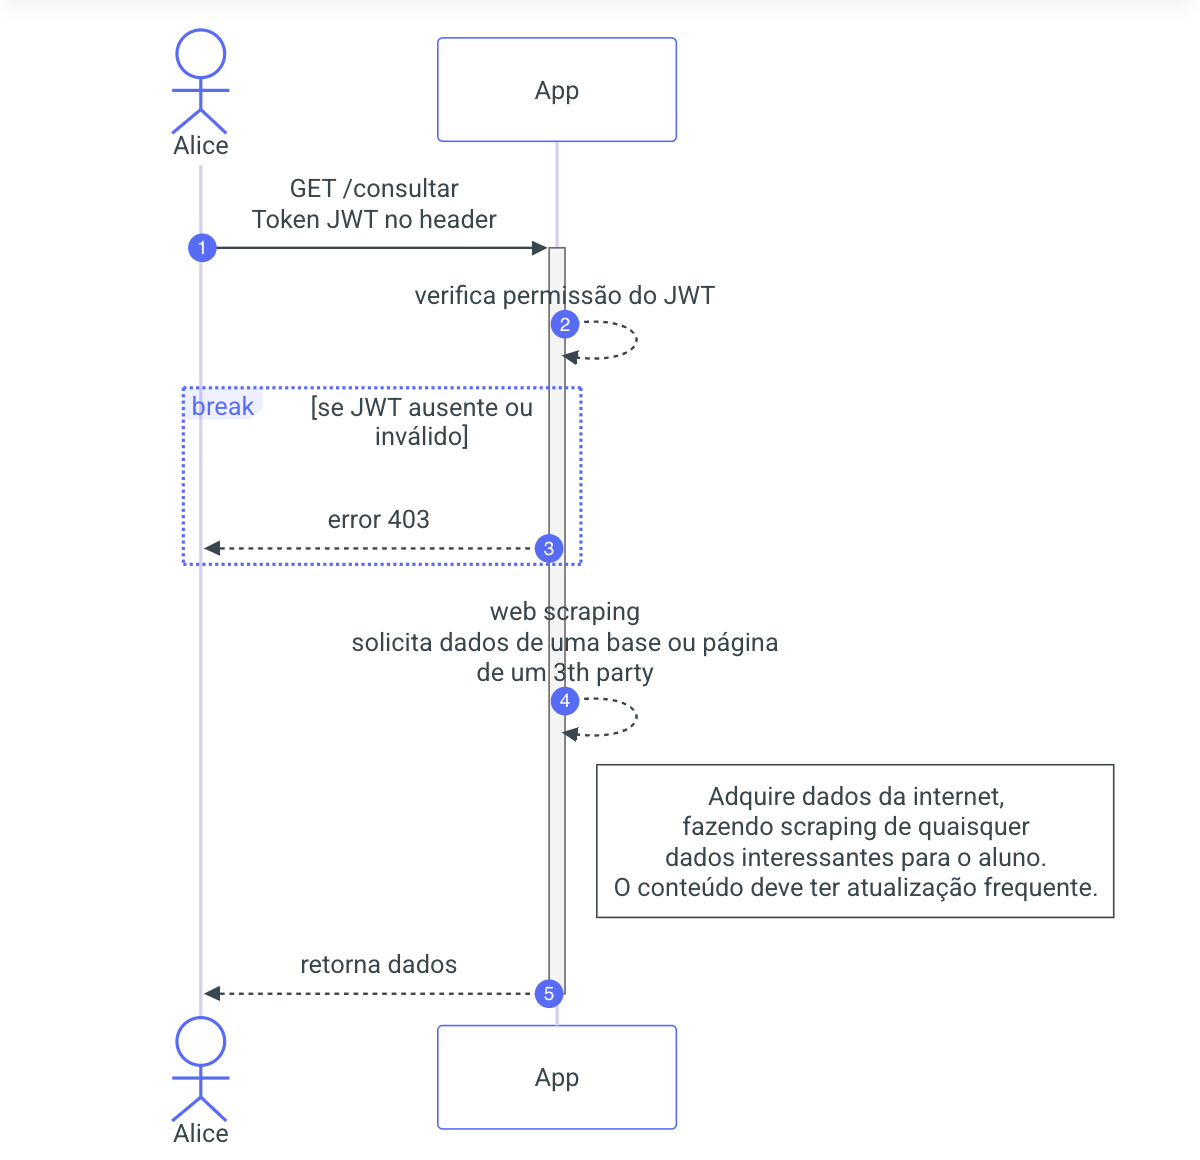 Alice
App
GET /consultar
Token JWT no header
1
verifica permissão do JWT
2
break
[se JWT ausente ou
inválido]
error 403
3
web scraping
solicita dados de uma base ou página
de um 3th party
4
Adquire dados da internet,
fazendo scraping de quaisquer
dados interessantes para o aluno.
O conteúdo deve ter atualização frequente.
retorna dados
5
Alice
App